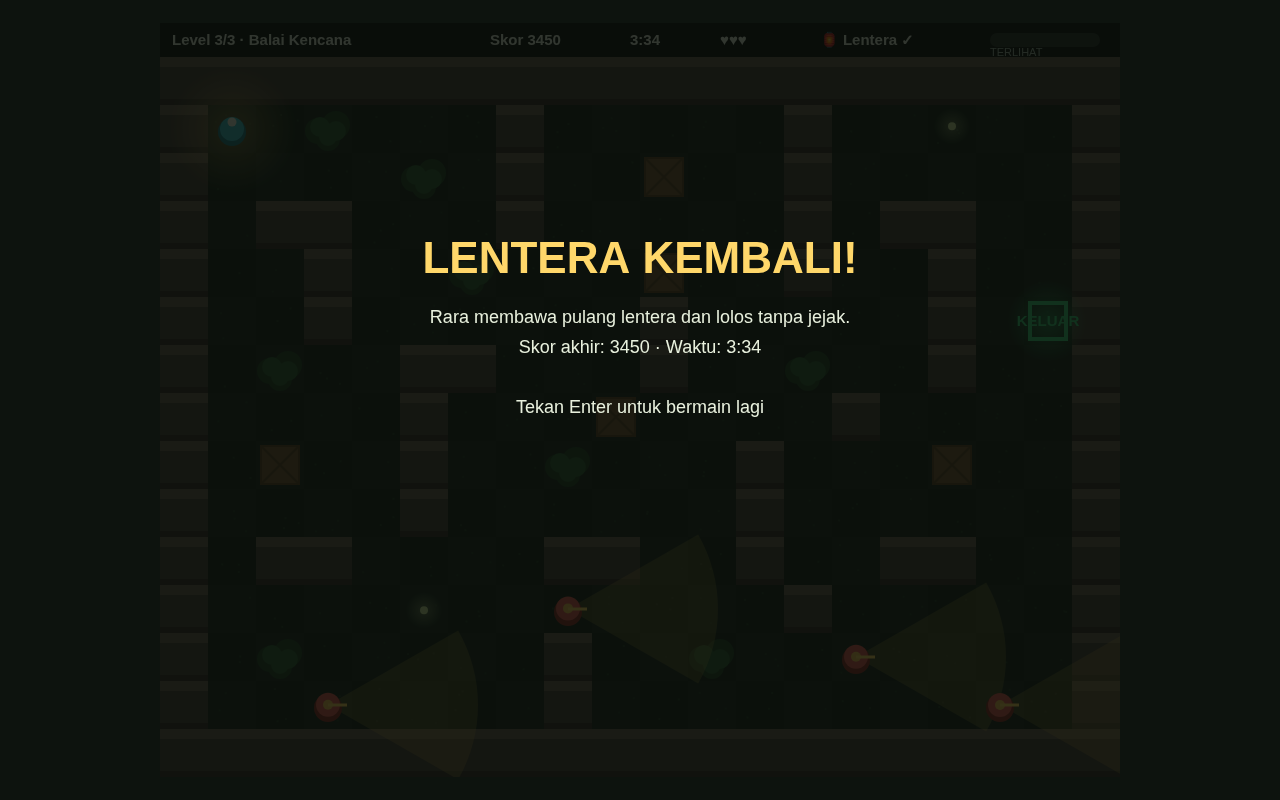 Level 3/3 · Balai Kencana
Skor 3450
3:34
♥♥♥
Lentera ✓
TERLIHAT
LENTERA KEMBALI!
Rara membawa pulang lentera dan lolos tanpa jejak.
KELUAR
Skor akhir: 3450 · Waktu: 3:34
Tekan Enter untuk bermain lagi